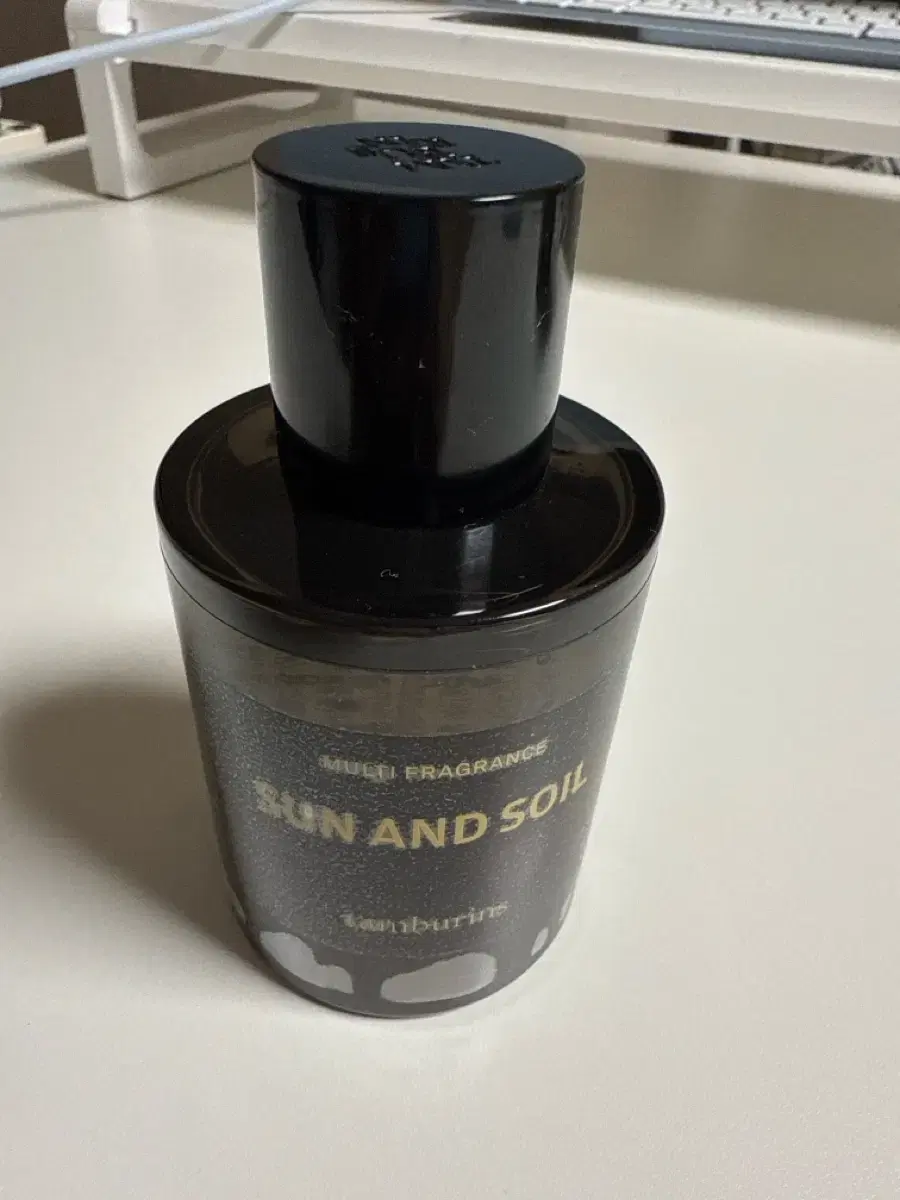 MULTI FRAGRANCE
SUN AND SOIL
tamburins